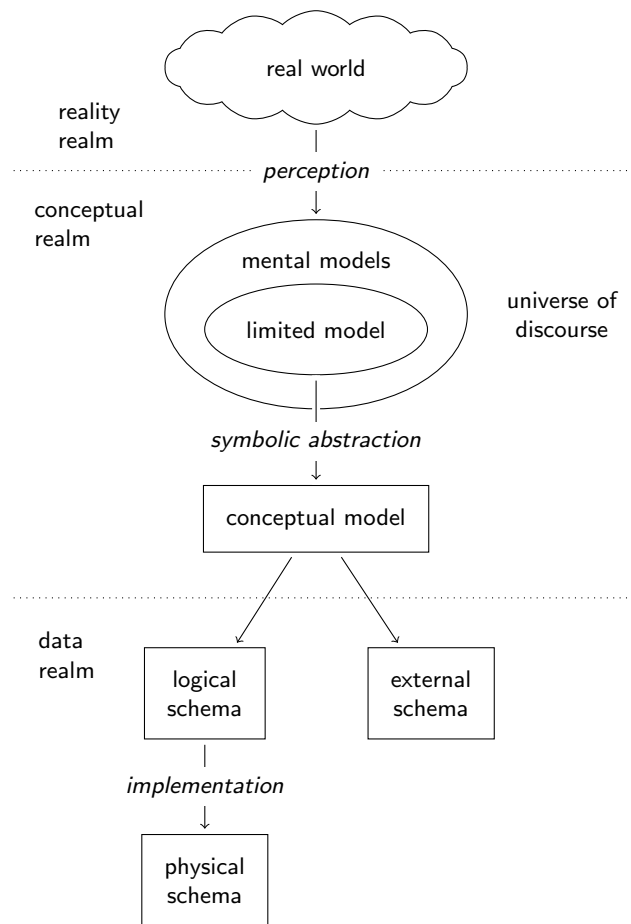 real world
reality
realm
perception
conceptual
realm
mental models
universe of
discourse
limited model
symbolic abstraction
conceptual model
data
realm
logical
schema
external
schema
implementation
physical
schema